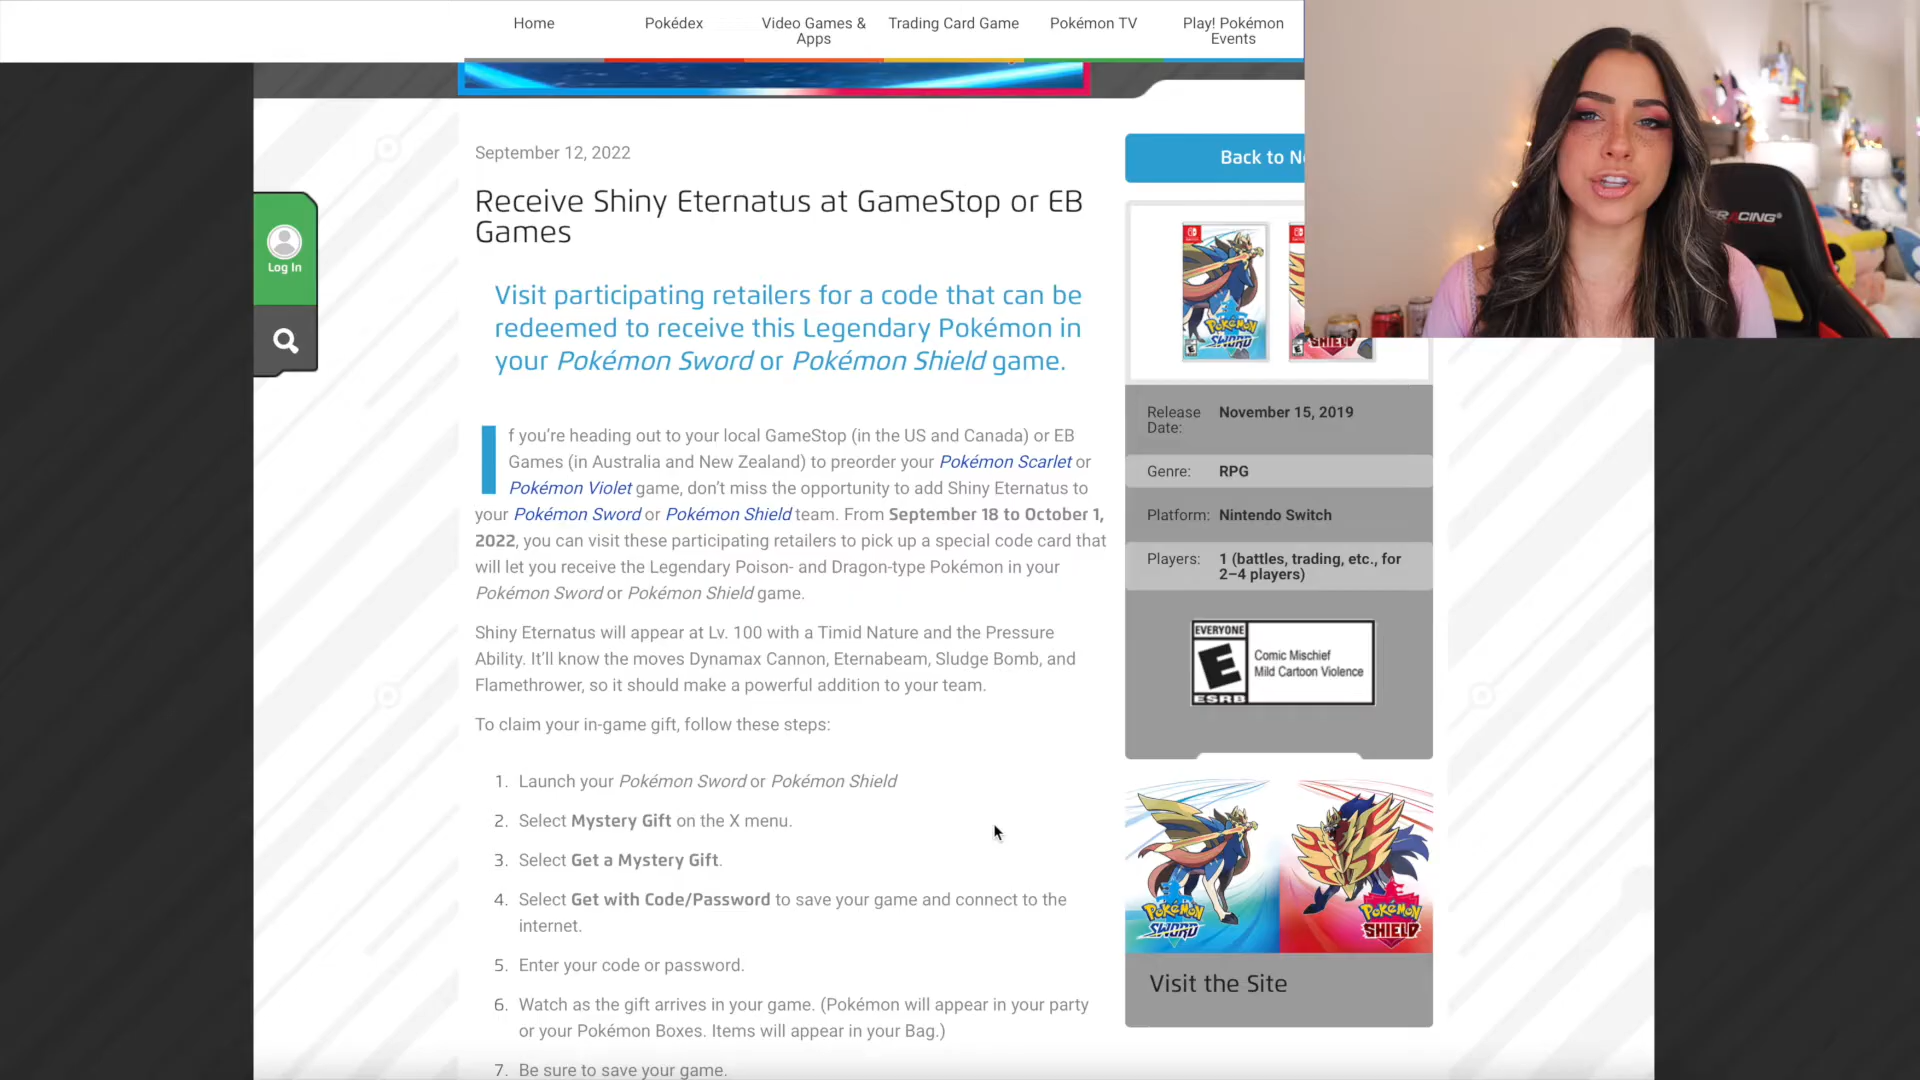 Home
Pokédex
Video Games &
Apps
Trading Card Game
Pokémon TV
Play! Pokémon
Events
September 12, 2022
Receive Shiny Eternatus at GameStop or EB
Games
Visit participating retailers for a code that can be
redeemed to receive this Legendary Pokémon in
your Pokémon Sword or Pokémon Shield game.
If you’re heading out to your local GameStop (in the US and Canada) or EB
Games (in Australia and New Zealand) to preorder your Pokémon Scarlet or
Pokémon Violet game, don’t miss the opportunity to add Shiny Eternatus to
your Pokémon Sword or Pokémon Shield team. From September 18 to October 1,
2022, you can visit these participating retailers to pick up a special code card that
will let you receive the Legendary Poison- and Dragon-type Pokémon in your
Pokémon Sword or Pokémon Shield game.
Shiny Eternatus will appear at Lv. 100 with a Timid Nature and the Pressure
Ability. It’ll know the moves Dynamax Cannon, Eternabeam, Sludge Bomb, and
Flamethrower, so it should make a powerful addition to your team.
To claim your in-game gift, follow these steps:
1. Launch your Pokémon Sword or Pokémon Shield
2. Select Mystery Gift on the X menu.
3. Select Get a Mystery Gift.
4. Select Get with Code/Password to save your game and connect to the
internet.
5. Enter your code or password.
6. Watch as the gift arrives in your game. (Pokémon will appear in your party
or your Pokémon Boxes. Items will appear in your Bag.)
7. Be sure to save your game.
Log In
Back to
Pokémon
SWORD
SHIELD
Release
Date:
November 15, 2019
Genre: RPG
Platform: Nintendo Switch
Players: 1 (battles, trading, etc., for
2–4 players)
EVERYONE
E
ESRB
Comic Mischief
Mild Cartoon Violence
Pokémon
SWORD
Pokémon
SHIELD
Visit the Site
RACING